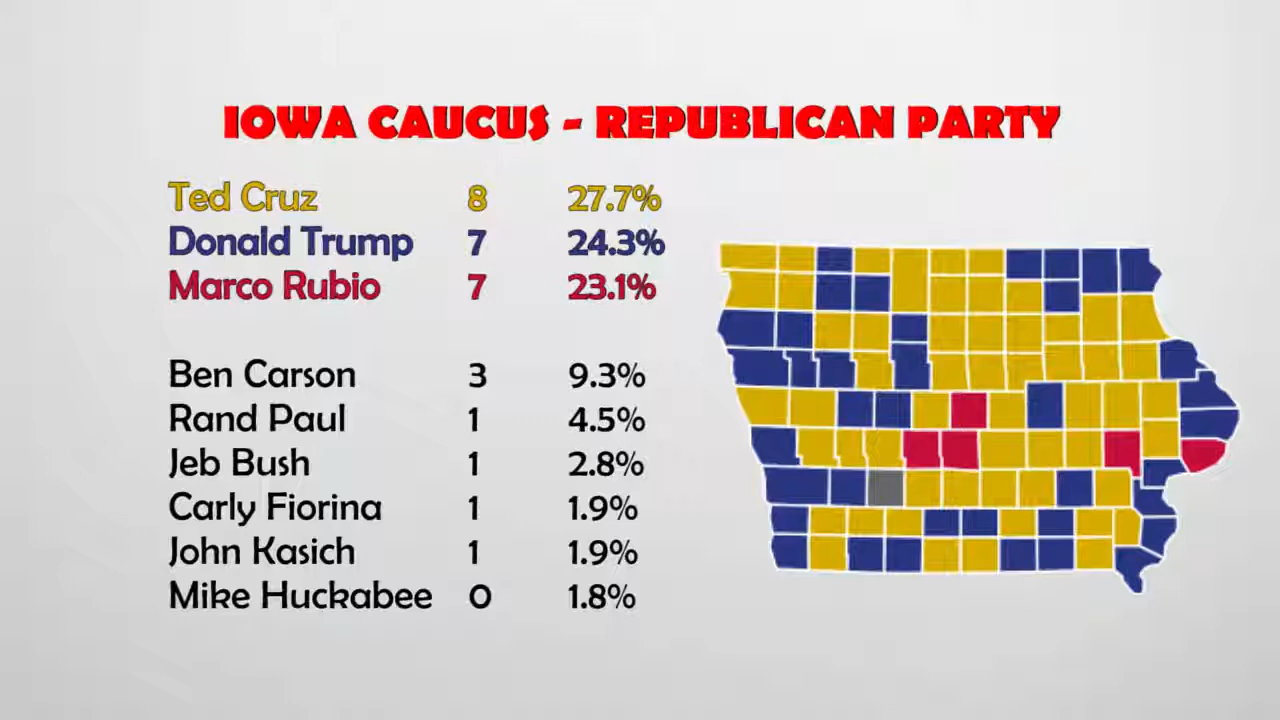 IOWA CAUCUS - REPUBLICAN PARTY
Ted Cruz 8 27.7%
Donald Trump 7 24.3%
Marco Rubio 7 23.1%
Ben Carson 3 9.3%
Rand Paul 1 4.5%
Jeb Bush 1 2.8%
Carly Fiorina 1 1.9%
John Kasich 1 1.9%
Mike Huckabee 0 1.8%